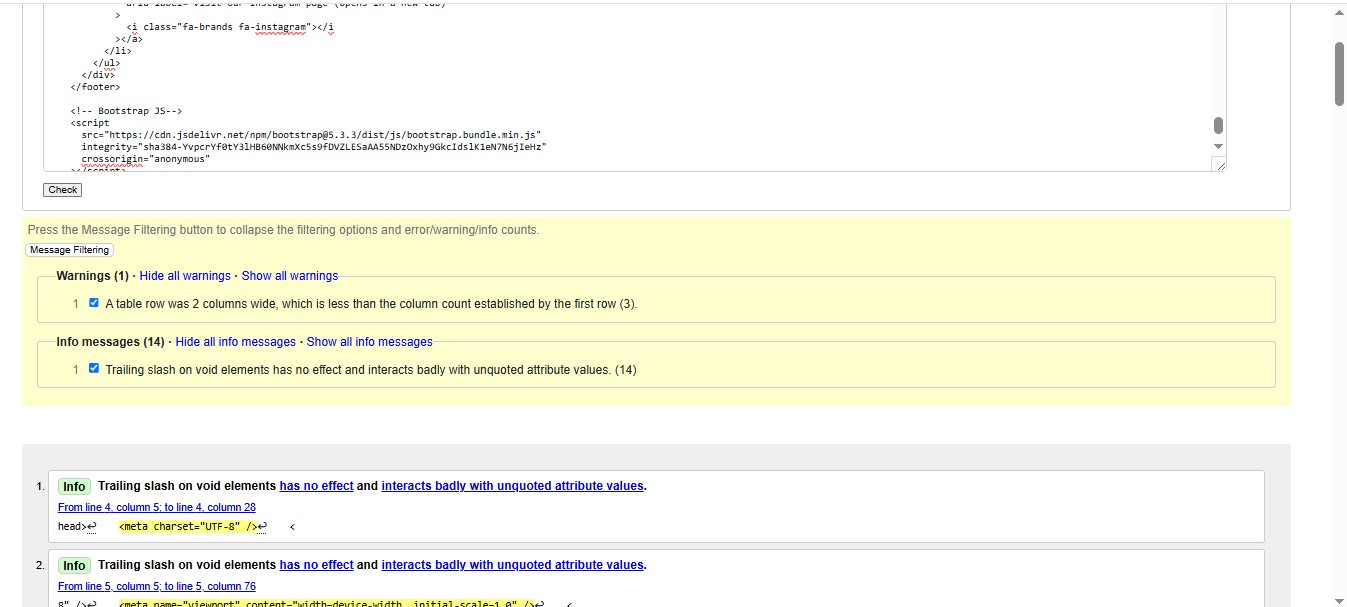 >
<i class="fa-brands fa-instagram"></i
></a>
</li>
</ul>
</div>
</footer>
<!-- Bootstrap JS-->
<script
src="https://cdn.jsdelivr.net/npm/bootstrap@5.3.3/dist/js/bootstrap.bundle.min.js"
integrity="sha384-YvpcrYf0tY3lHB60NNkmXc5s9fDVZLESaAA55NDzOxhy9GkcIdslK1eN7N6jIeHz"
crossorigin="anonymous"
></script>
Check
Press the Message Filtering button to collapse the filtering options and error/warning/info counts.
Message Filtering
Warnings (1) · Hide all warnings · Show all warnings
1 A table row was 2 columns wide, which is less than the column count established by the first row (3).
Info messages (14) · Hide all info messages · Show all info messages
1 Trailing slash on void elements has no effect and interacts badly with unquoted attribute values. (14)
1. Info Trailing slash on void elements has no effect and interacts badly with unquoted attribute values.
From line 4, column 5; to line 4, column 28
head>↩ <meta charset="UTF-8" />↩ <
2. Info Trailing slash on void elements has no effect and interacts badly with unquoted attribute values.
From line 5, column 5; to line 5, column 76
8" />↩ <meta name="viewport" content="width=device-width, initial-scale=1.0" />↩ <